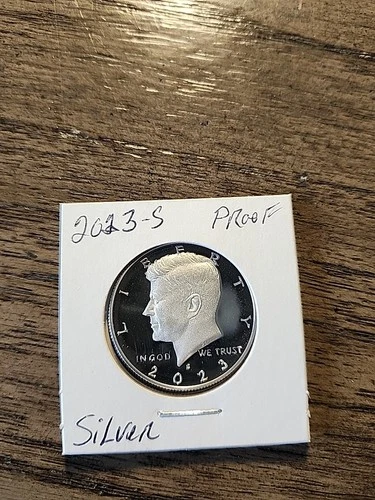 2023-S PROOF
LIBERTY
IN GOD WE TRUST
S
2023
Silver